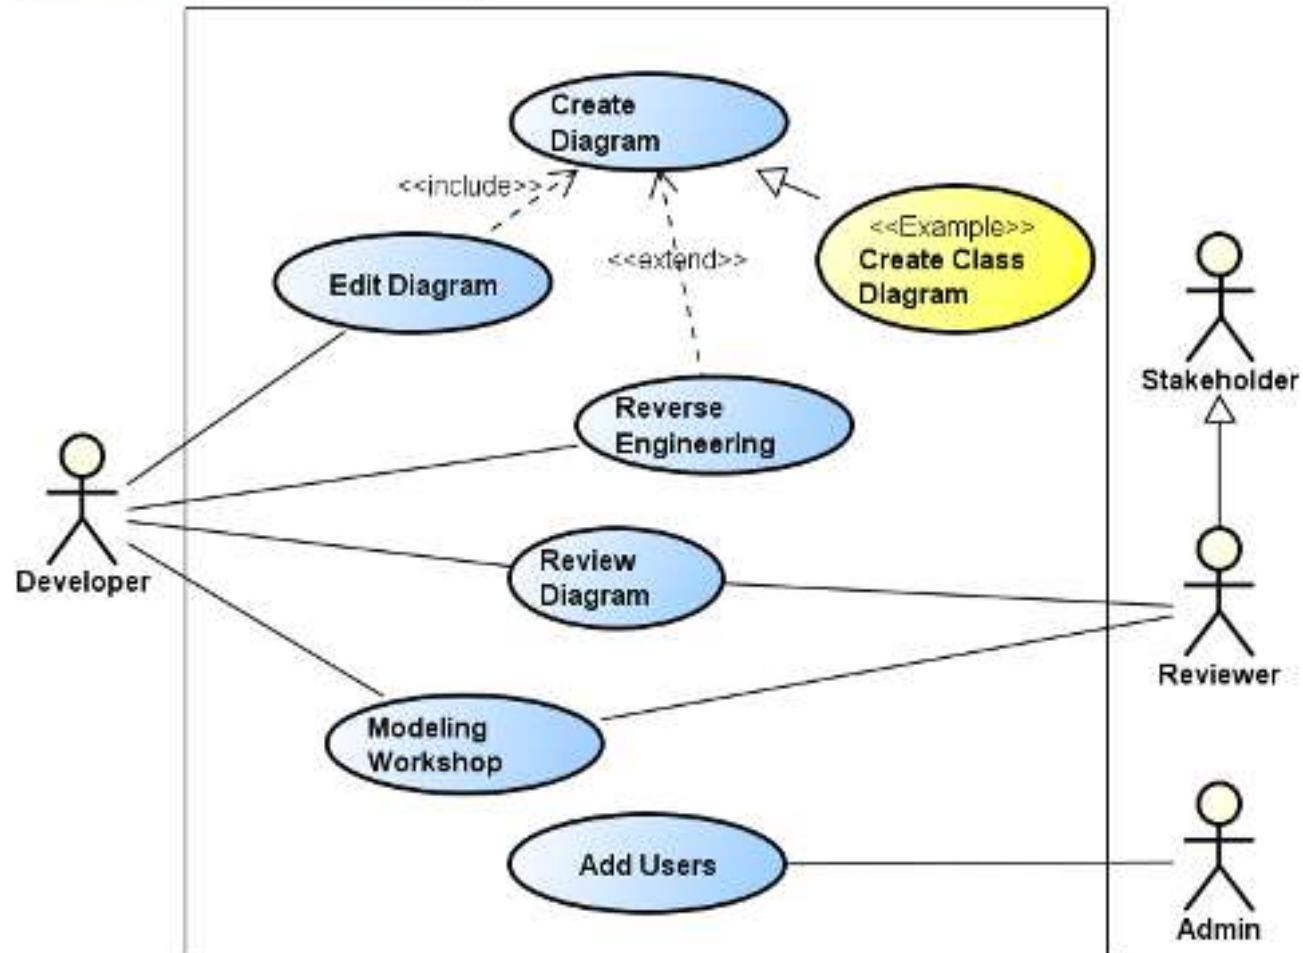 Create
Diagram
<<include>>
<<Example>>
Create Class
Diagram
<<extend>>
Edit Diagram
Stakeholder
Reverse
Engineering
Developer
Review
Diagram
Reviewer
Modeling
Workshop
Add Users
Admin